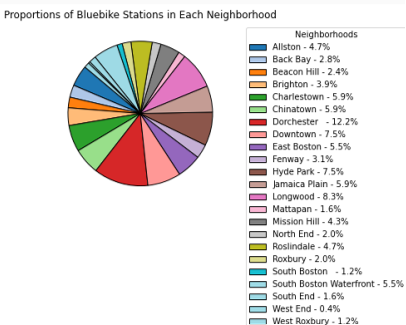 Proportions of Bluebike Stations in Each Neighborhood
Neighborhoods
Allston - 4.7%
Back Bay - 2.8%
Beacon Hill - 2.4%
Brighton - 3.9%
Charlestown - 5.9%
Chinatown - 5.9%
Dorchester - 12.2%
Downtown - 7.5%
East Boston - 5.5%
Fenway - 3.1%
Hyde Park - 7.5%
Jamaica Plain - 5.9%
Longwood - 8.3%
Mattapan - 1.6%
Mission Hill - 4.3%
North End - 2.0%
Roslindale - 4.7%
Roxbury - 2.0%
South Boston - 1.2%
South Boston Waterfront - 5.5%
South End - 1.6%
West End - 0.4%
West Roxbury - 1.2%